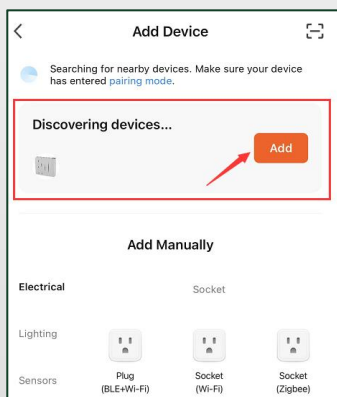 Add Device
Searching for nearby devices. Make sure your device
has entered pairing mode.
Discovering devices...
Add
Add Manually
Electrical
Socket
Lighting
Plug
(BLE+Wi-Fi)
Socket
(Wi-Fi)
Socket
(Zigbee)
Sensors